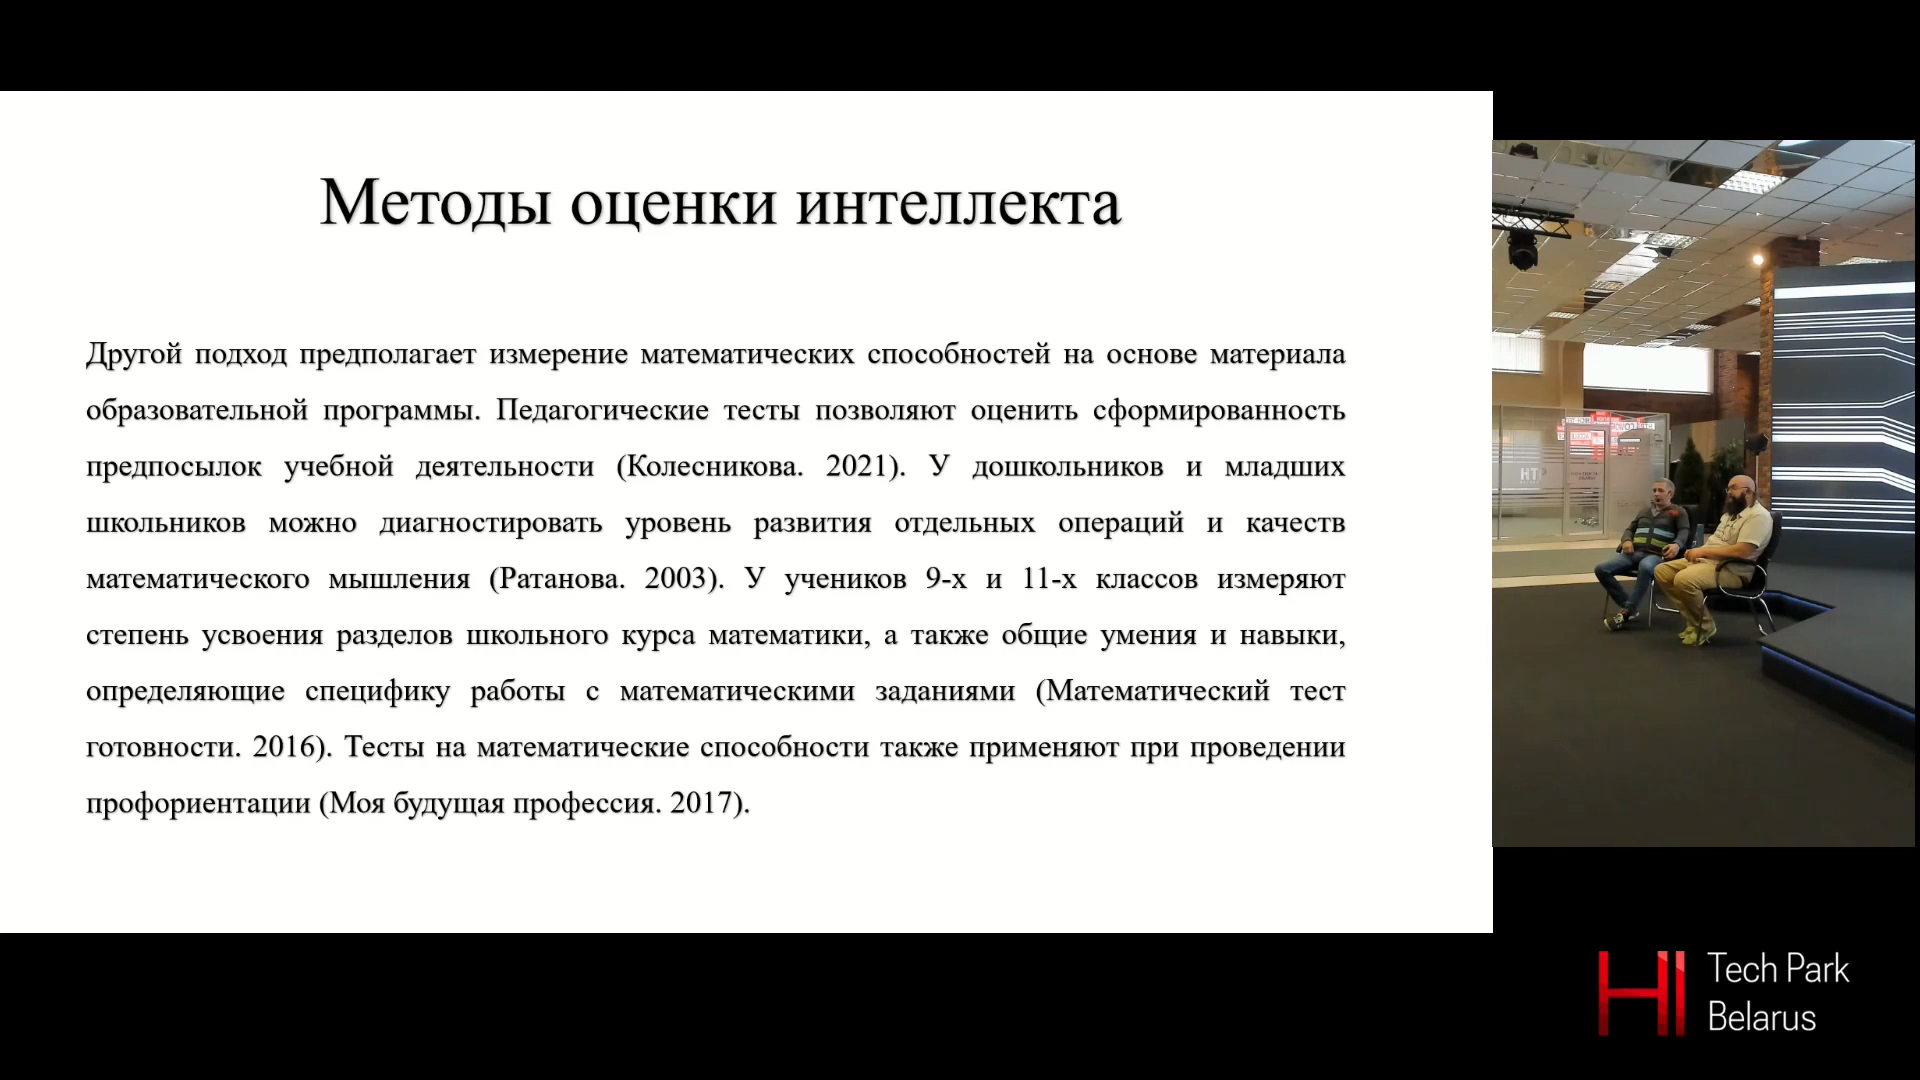 Методы оценки интеллекта
Другой подход предполагает измерение математических способностей на основе материала
образовательной программы. Педагогические тесты позволяют оценить сформированность
предпосылок учебной деятельности (Колесникова. 2021). У дошкольников и младших
школьников можно диагностировать уровень развития отдельных операций и качеств
математического мышления (Ратанова. 2003). У учеников 9-х и 11-х классов измеряют
степень усвоения разделов школьного курса математики, а также общие умения и навыки,
определяющие специфику работы с математическими заданиями (Математический тест
готовности. 2016). Тесты на математические способности также применяют при проведении
профориентации (Моя будущая профессия. 2017).
HI Tech Park
Belarus